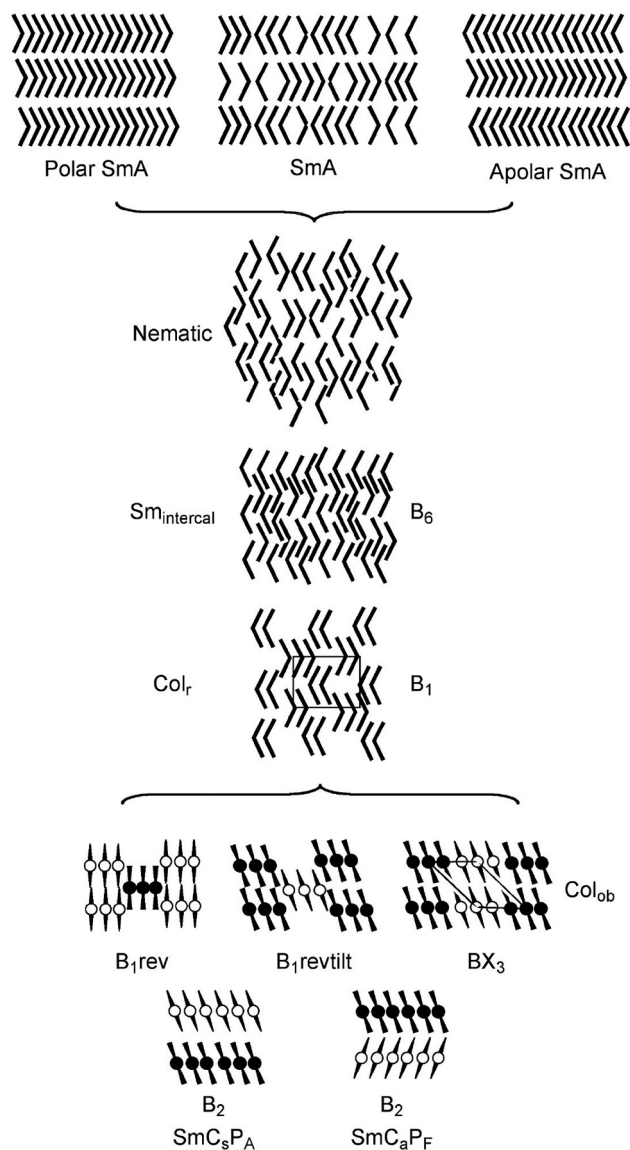 Polar SmA SmA Apolar SmA
Nematic
Smintercal B6
Colr B1
Colob
B1rev B1revtilt BX3
B2 B2
SmCsPA SmCaPF